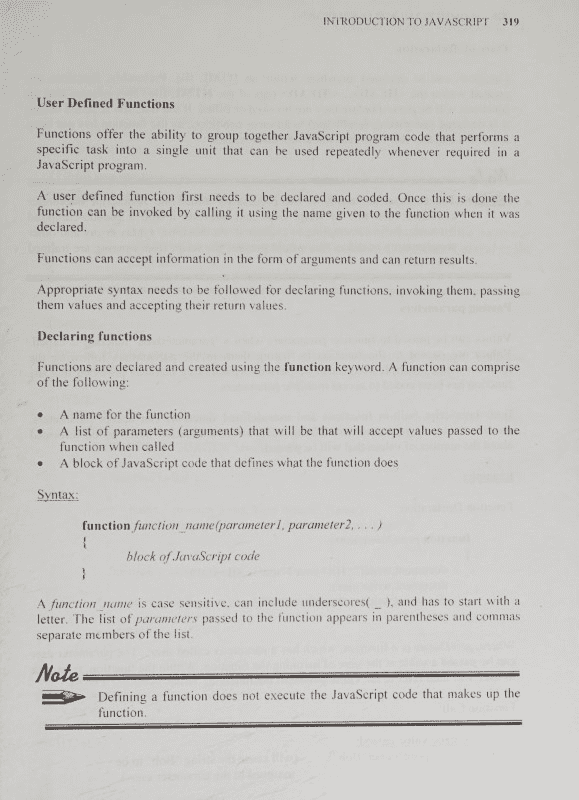 INTRODUCTION TO JAVASCRIPT 319
User Defined Functions
Functions offer the ability to group together JavaScript program code that performs a
specific task into a single unit that can be used repeatedly whenever required in a
JavaScript program.
A user defined function first needs to be declared and coded. Once this is done the
function can be invoked by calling it using the name given to the function when it was
declared.
Functions can accept information in the form of arguments and can return results.
Appropriate syntax needs to be followed for declaring functions, invoking them, passing
them values and accepting their return values.
Declaring functions
Functions are declared and created using the function keyword. A function can comprise
of the following:
• A name for the function
• A list of parameters (arguments) that will be that will accept values passed to the
function when called
• A block of JavaScript code that defines what the function does
Syntax:
function function_name(parameter1, parameter2, . . . )
{
block of JavaScript code
}
A function_name is case sensitive, can include underscores( _ ), and has to start with a
letter. The list of parameters passed to the function appears in parentheses and commas
separate members of the list.
Note
Defining a function does not execute the JavaScript code that makes up the
function.